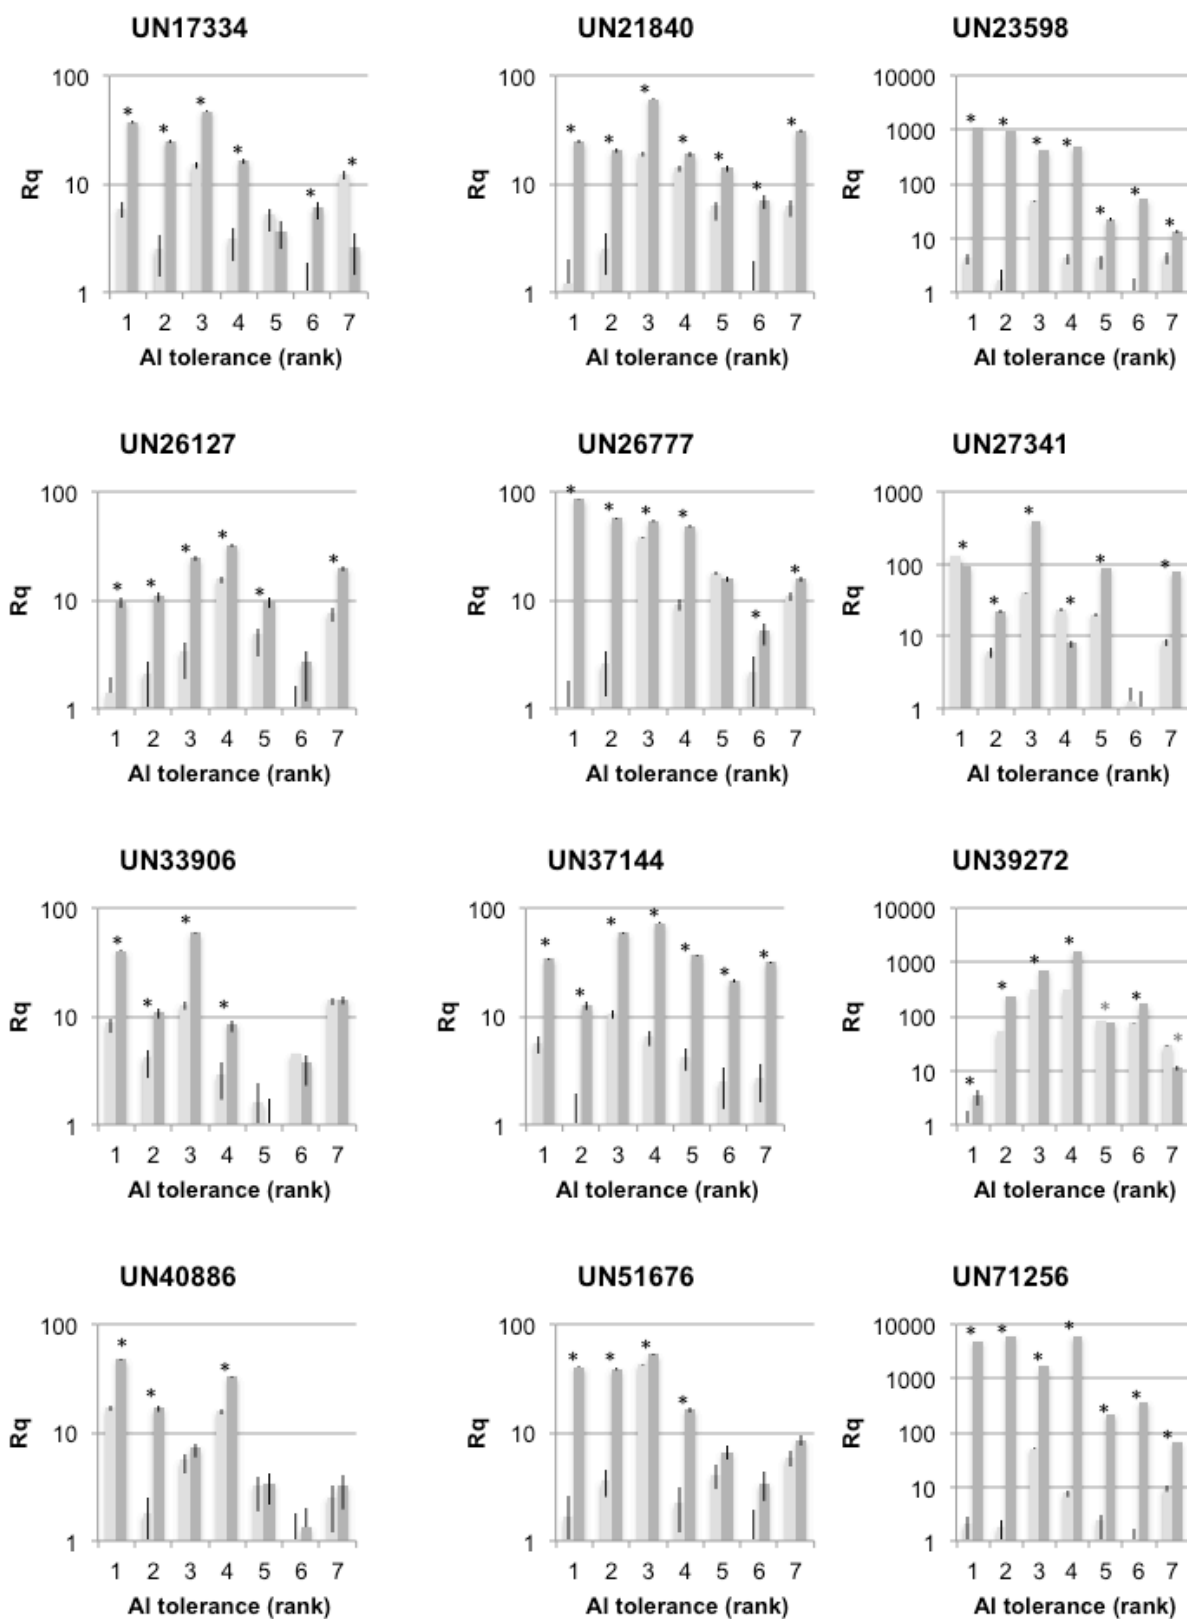 UN17334 UN21840 UN23598
100 100 10000
* * * * * *
1000
* * * * * * * * * * * *
Rq 10 Rq 10 Rq 100
* * *
10
1 1 1
1 2 3 4 5 6 7 1 2 3 4 5 6 7 1 2 3 4 5 6 7
Al tolerance (rank) Al tolerance (rank) Al tolerance (rank)
UN26127 UN26777 UN27341
100 100 1000
* * * * * * * * *
100
Rq 10 Rq 10 Rq
* * * * * * * *
10
1 1 1
1 2 3 4 5 6 7 1 2 3 4 5 6 7 1 2 3 4 5 6 7
Al tolerance (rank) Al tolerance (rank) Al tolerance (rank)
UN33906 UN37144 UN39272
100 100 10000
* * * * * * * *
1000
Rq 10 Rq 10 Rq 100
* * * * * * *
10
*
1 1 1
1 2 3 4 5 6 7 1 2 3 4 5 6 7 1 2 3 4 5 6 7
Al tolerance (rank) Al tolerance (rank) Al tolerance (rank)
UN40886 UN51676 UN71256
100 100 10000
* * * * * * * * *
1000
Rq 10 Rq 10 Rq 100
* * * * *
10
1 1 1
1 2 3 4 5 6 7 1 2 3 4 5 6 7 1 2 3 4 5 6 7
Al tolerance (rank) Al tolerance (rank) Al tolerance (rank)